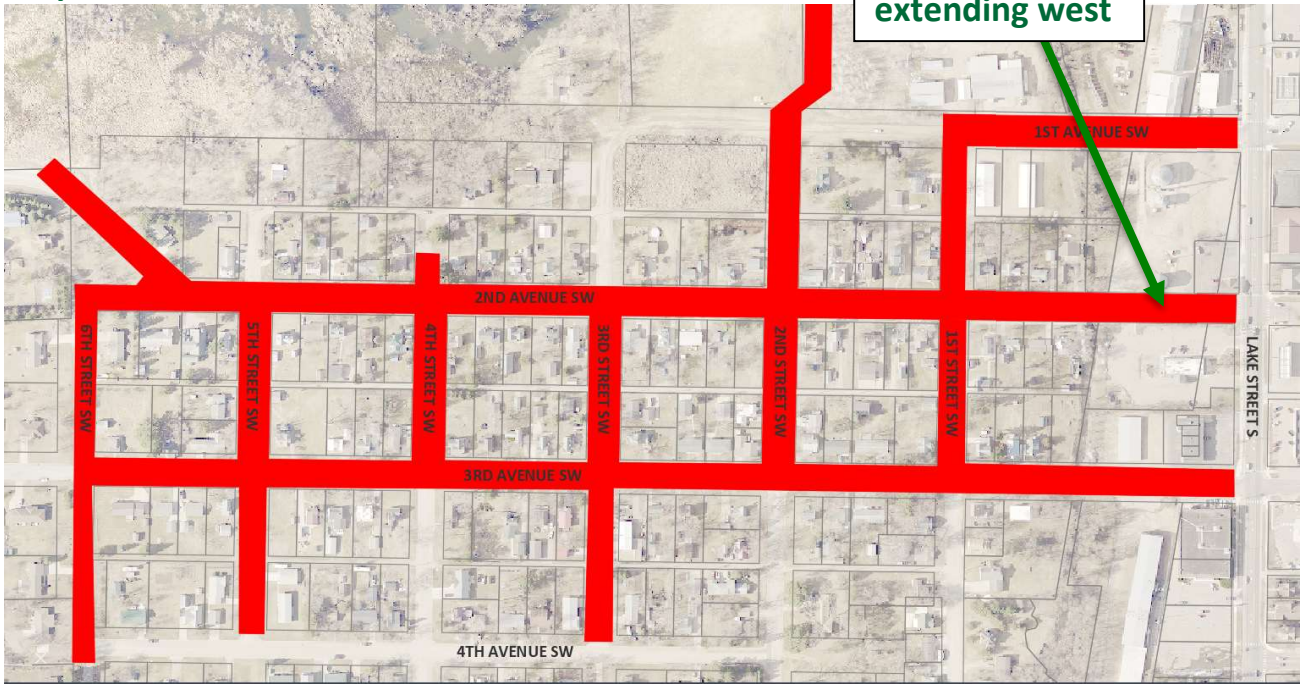 extending west
1ST AVENUE SW
2ND AVENUE SW
6TH STREET SW
5TH STREET SW
4TH STREET SW
3RD STREET SW
2ND STREET SW
1ST STREET SW
LAKE STREET S
3RD AVENUE SW
4TH AVENUE SW